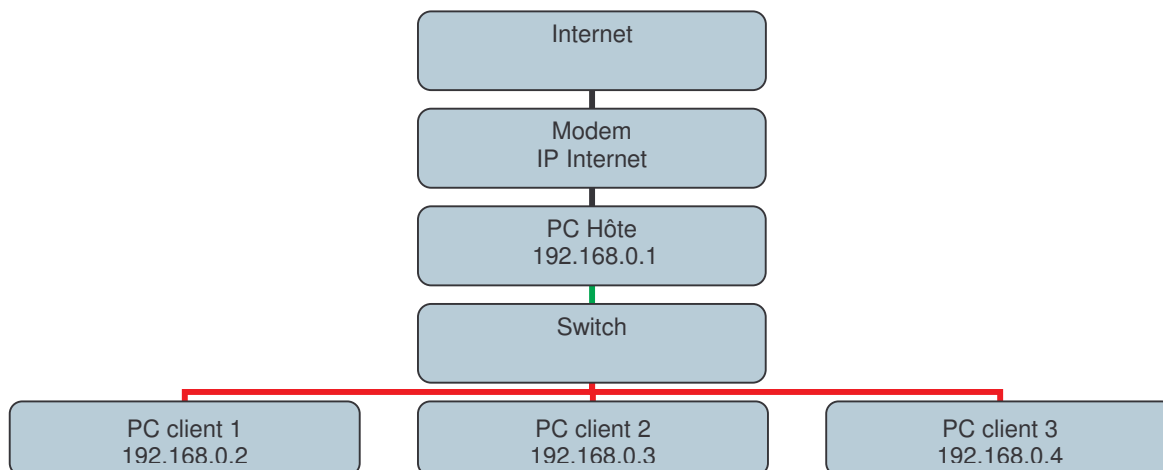 Internet
Modem
IP Internet
PC Hôte
192.168.0.1
Switch
PC client 1
192.168.0.2
PC client 2
192.168.0.3
PC client 3
192.168.0.4